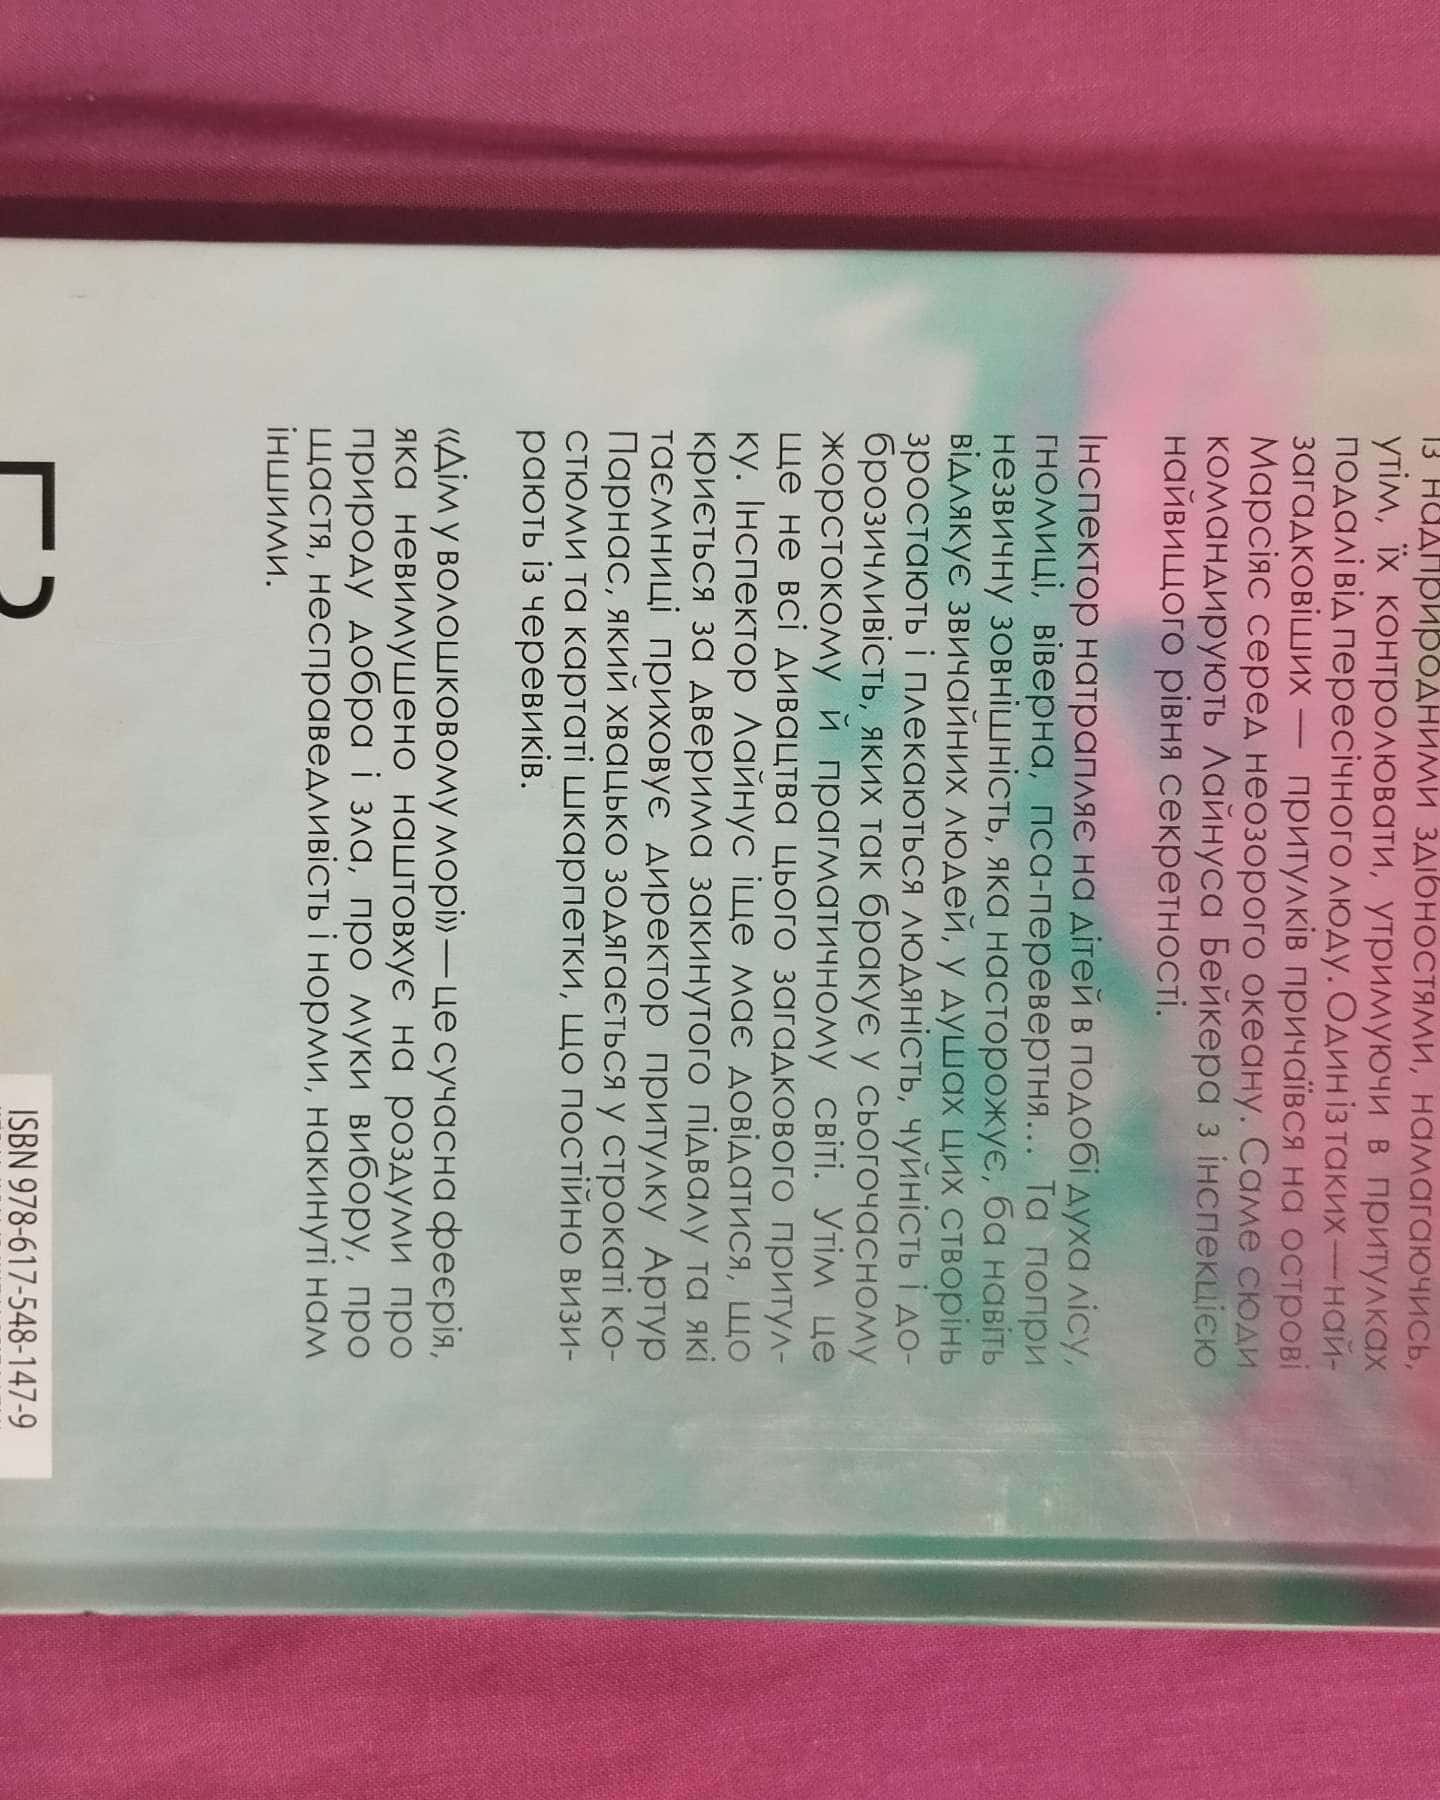 із надприродними здібностями, намагаючись,
утім, їх контролювати, утримуючи в притулках
подалі від пересічного люду. Один із таких — най-
загадковіших — притулків причаївся на острові
Марсіяс серед неозорого океану. Саме сюди
командирують Лайнуса Бейкера з інспекцією
найвищого рівня секретності.
Інспектор натрапляє на дітей в подобі духа лісу,
гномиці, віверна, пса-перевертня... Та попри
незвичну зовнішність, яка насторожує, ба навіть
відлякує звичайних людей, у душах цих створінь
зростають і плекаються людяність, чуйність і до-
брозичливість, яких так бракує у сьогочасному
жорстокому й прагматичному світі. Утім це
ще не всі дивацтва цього загадкового притул-
ку. Інспектор Лайнус іще має довідатися, що
криється за дверима закинутого підвалу та які
таємниці приховує директор притулку Артур
Парнас, який хвацько зодягається у строкаті ко-
стюми та картаті шкарпетки, що постійно визи-
рають із черевиків.
«Дім у волошковому морі» — це сучасна феєрія,
яка невимушено наштовхує на роздуми про
природу добра і зла, про муки вибору, про
щастя, несправедливість і норми, накинуті нам
іншими.
ISBN 978-617-548-147-9